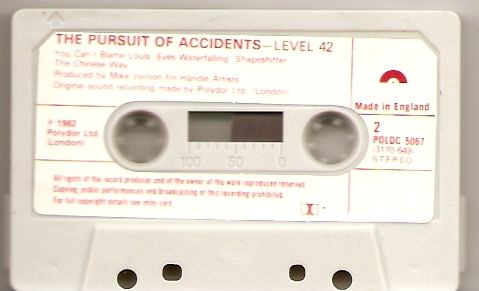 THE PURSUIT OF ACCIDENTS—LEVEL 42
You Can't Blame Louis. Eyes Waterfalling. Shapeshifter.
The Chinese Way
Produced by Mike Vernon for Handle Artists
Original sound recording made by Polydor Ltd. (London)
Made in England
℗ 1982
Polydor Ltd.
(London)
2
POLDC 5067
(3170 649)
STEREO
100 50 0
All rights of the record producer and of the owner of the work reproduced reserved.
Copying public performances and broadcasting of this recording prohibited.
For full copyright details see inlay card